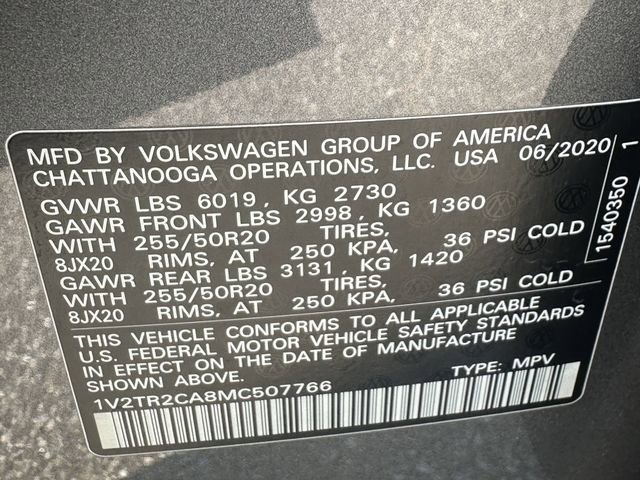 MFD BY VOLKSWAGEN GROUP OF AMERICA
CHATTANOOGA OPERATIONS, LLC. USA 06/2020
GVWR LBS 6019, KG 2730
GAWR FRONT LBS 2998, KG 1360
WITH 255/50R20 TIRES,
8JX20 RIMS, AT 250 KPA, 36 PSI COLD
GAWR REAR LBS 3131, KG 1420
WITH 255/50R20 TIRES,
8JX20 RIMS, AT 250 KPA, 36 PSI COLD
THIS VEHICLE CONFORMS TO ALL APPLICABLE
U.S. FEDERAL MOTOR VEHICLE SAFETY STANDARDS
IN EFFECT ON THE DATE OF MANUFACTURE
SHOWN ABOVE.
TYPE: MPV
1V2TR2CA8MC507766
1540350 1